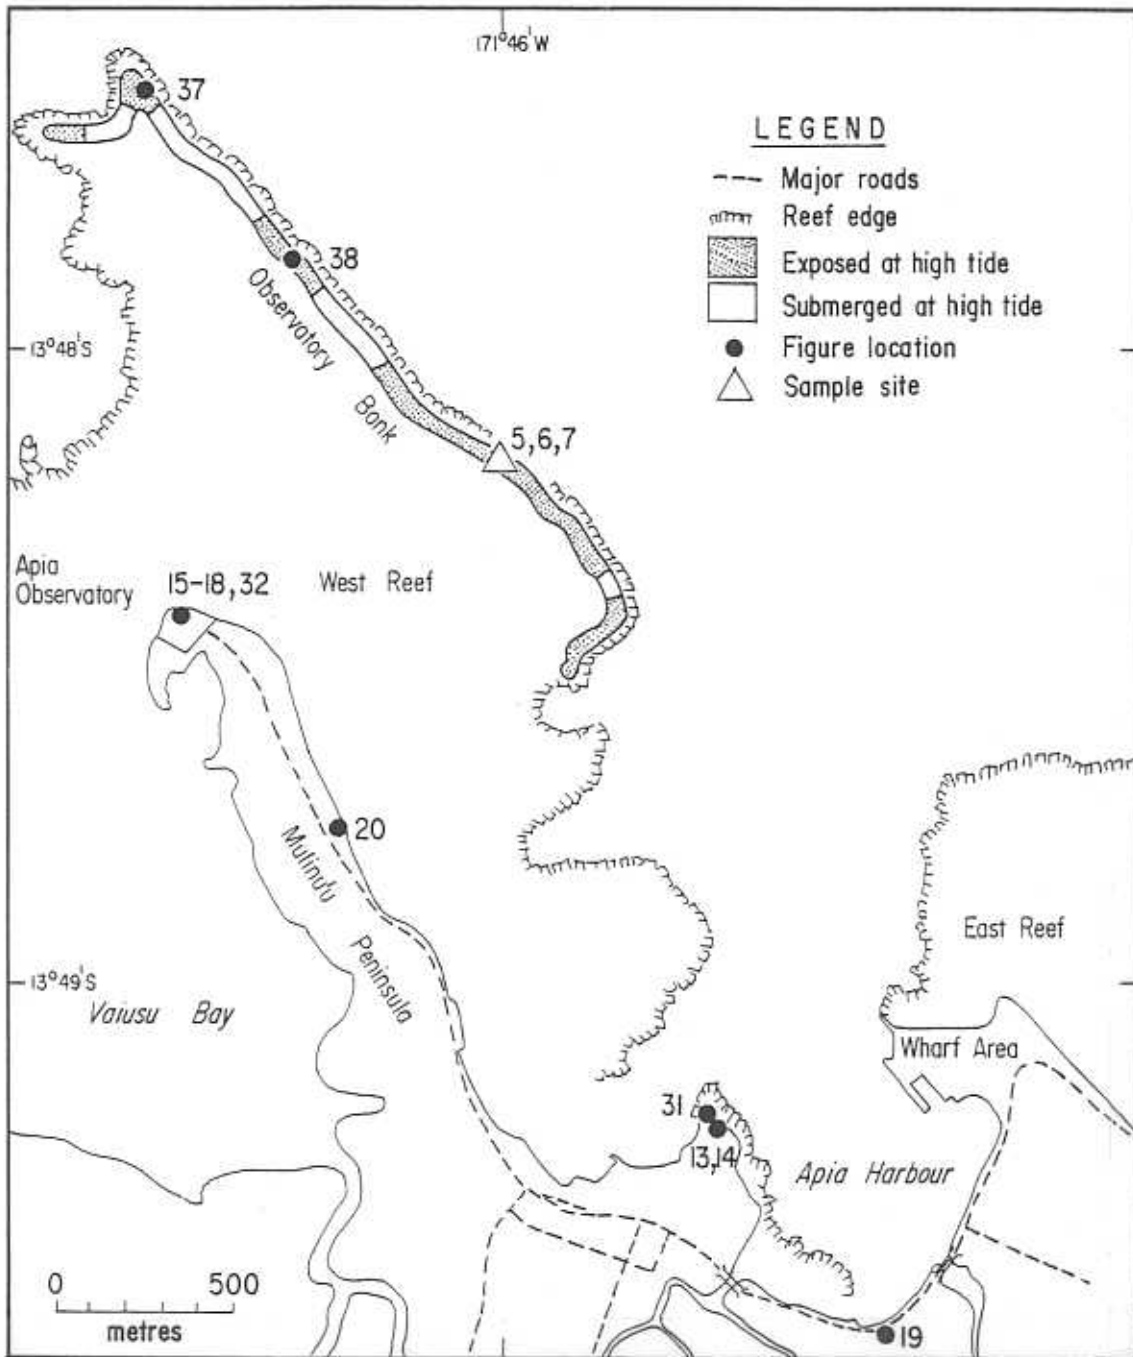 171°46'W
37
LEGEND
Major roads
Reef edge
38
Exposed at high tide
Observatory
Submerged at high tide
13°48'S
Figure location
Sample site
Bank
5,6,7
Apia
Observatory
15-18,32
West Reef
20
Mulinu'u
Peninsula
East Reef
13°49'S
Vaiusu Bay
Wharf Area
31
13,14
Apia Harbour
0 500
metres
19